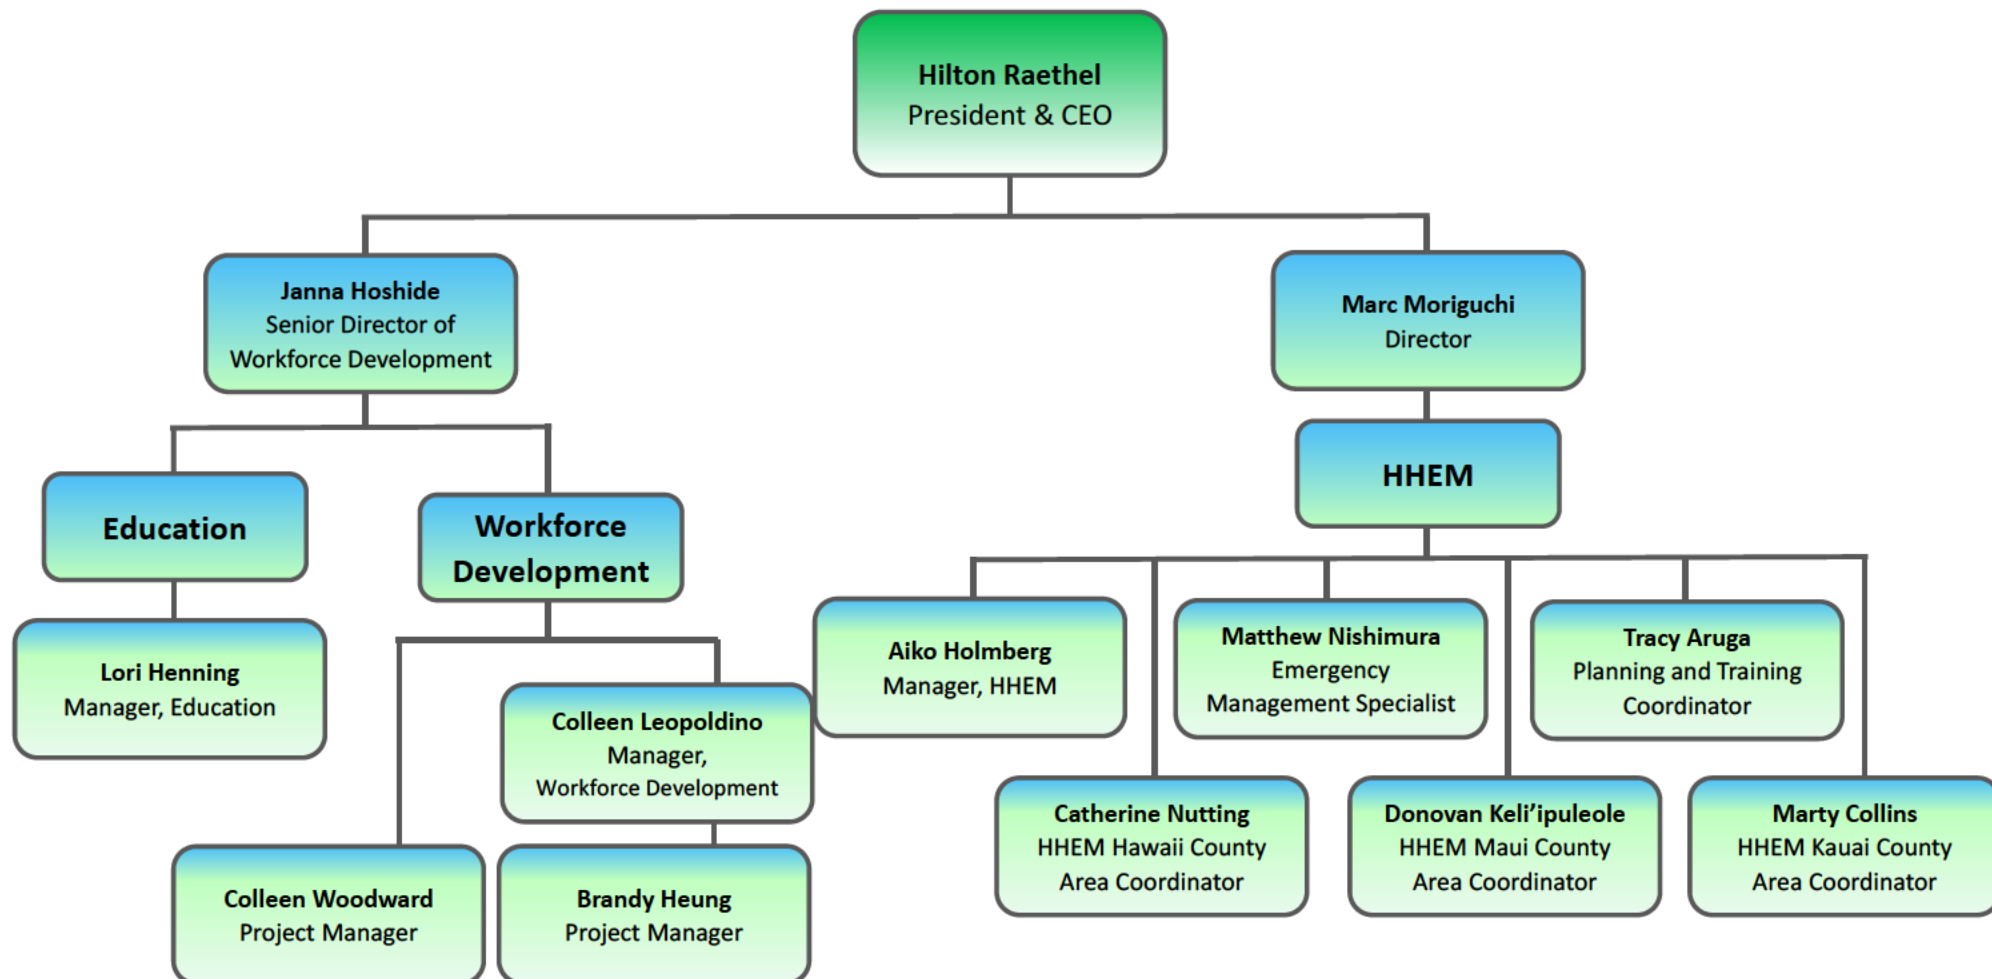 Hilton Raethel
President & CEO
Janna Hoshide
Senior Director of
Workforce Development
Marc Moriguchi
Director
Education
Workforce
Development
HHEM
Lori Henning
Manager, Education
Colleen Leopoldino
Manager,
Workforce Development
Colleen Woodward
Project Manager
Brandy Heung
Project Manager
Aiko Holmberg
Manager, HHEM
Matthew Nishimura
Emergency
Management Specialist
Tracy Aruga
Planning and Training
Coordinator
Catherine Nutting
HHEM Hawaii County
Area Coordinator
Donovan Keli’ipuleole
HHEM Maui County
Area Coordinator
Marty Collins
HHEM Kauai County
Area Coordinator